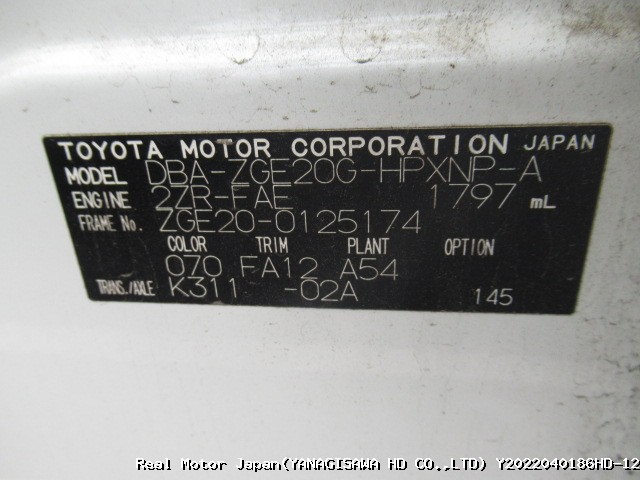 TOYOTA MOTOR CORPORATION JAPAN
MODEL DBA-ZGE20G-HPXNP-A
ENGINE 2ZR-FAE 1797 mL
FRAME No. ZGE20-0125174
COLOR TRIM PLANT OPTION
070 FA12 A54
TRANS./AXLE K311 -02A 145
Real Motor Japan(YANAGISAWA HD CO.,LTD) Y2022040186HD-12